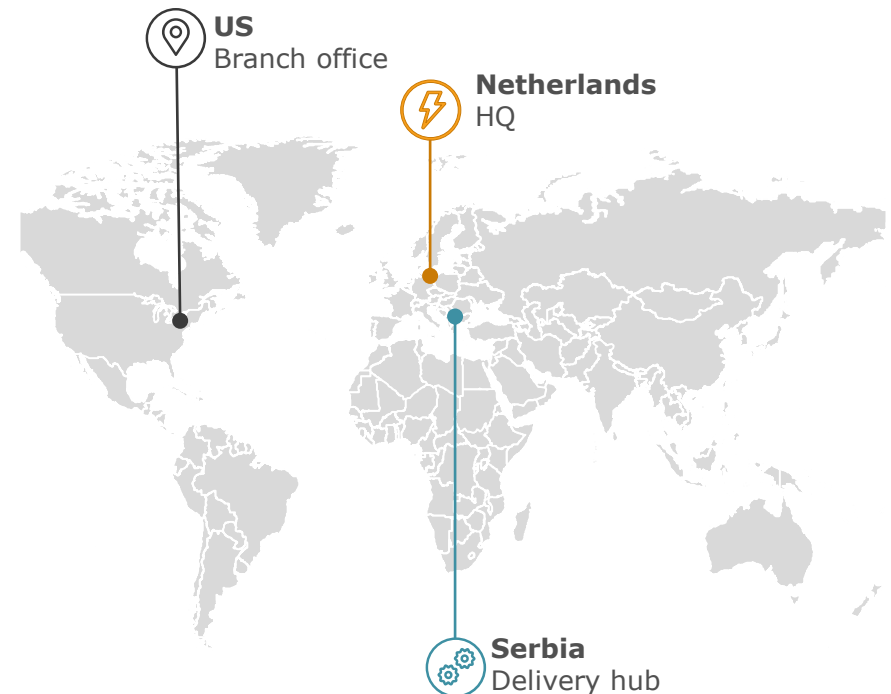 US
Branch office
Netherlands
HQ
Serbia
Delivery hub